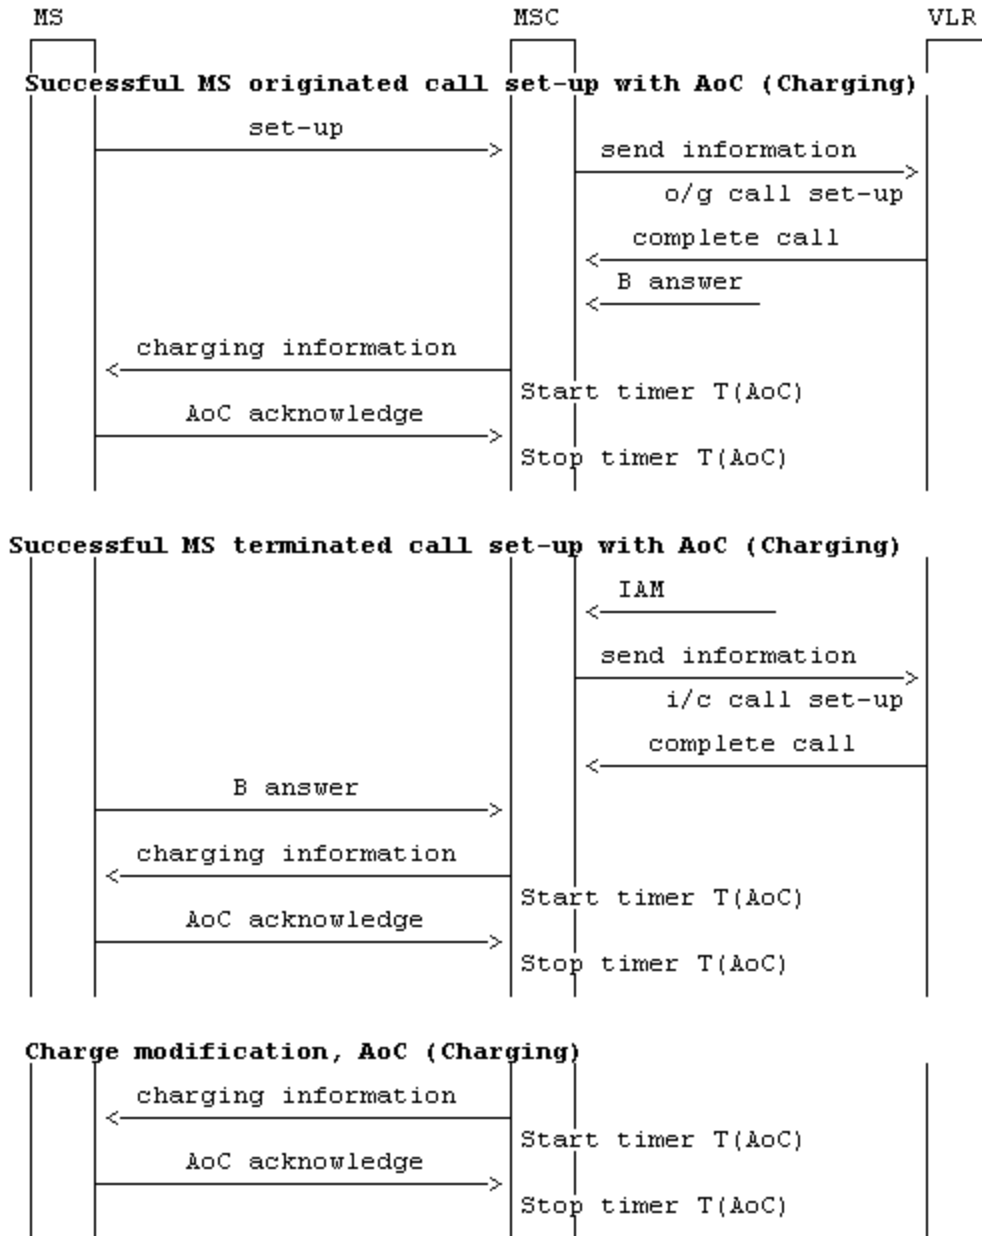 MS MSC VLR
Successful MS originated call set-up with AoC (Charging)
set-up
send information
o/g call set-up
complete call
B answer
charging information
Start timer T(AoC)
AoC acknowledge
Stop timer T(AoC)
Successful MS terminated call set-up with AoC (Charging)
IAM
send information
i/c call set-up
complete call
B answer
charging information
Start timer T(AoC)
AoC acknowledge
Stop timer T(AoC)
Charge modification, AoC (Charging)
charging information
Start timer T(AoC)
AoC acknowledge
Stop timer T(AoC)